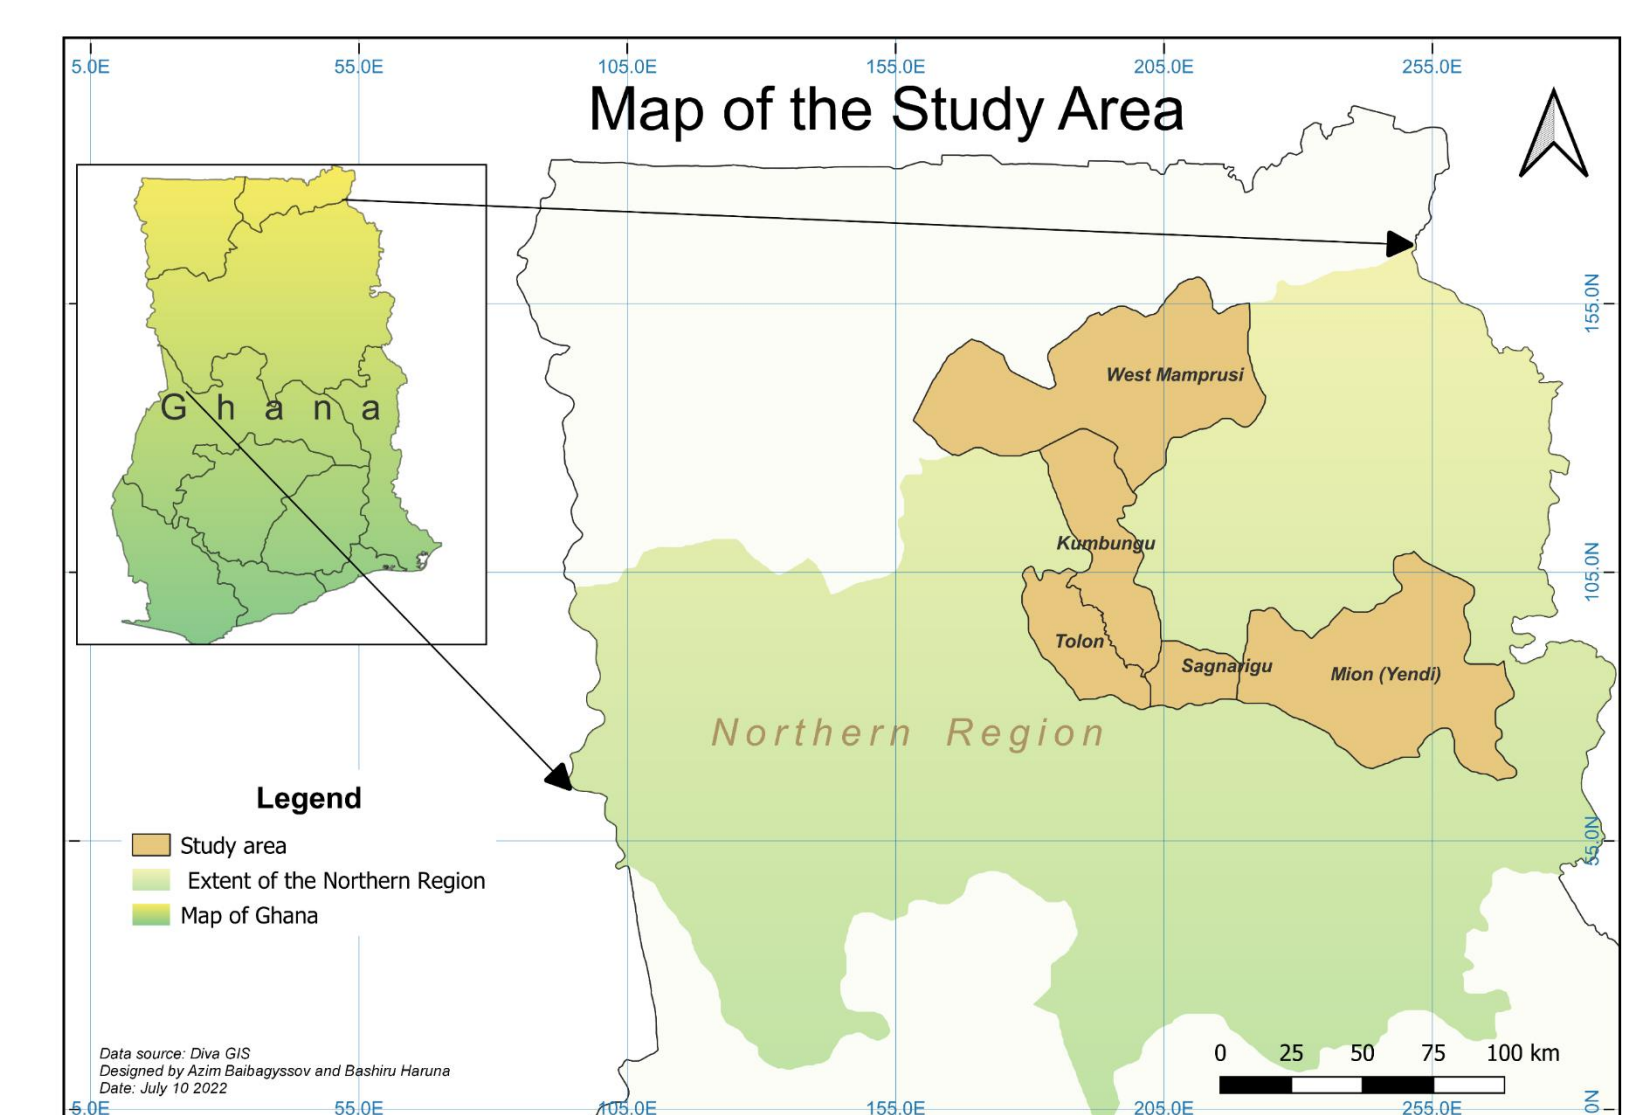 5.0E 55.0E 105.0E 155.0E 205.0E 255.0E
Map of the Study Area
155.0N
West Mamprusi
Ghana
Kumbungu
105.0N
Tolon
Sagnarigu
Mion (Yendi)
Northern Region
Legend
Study area
Extent of the Northern Region
Map of Ghana
55.0N
Data source: Diva GIS
Designed by Azim Baibagyssov and Bashiru Haruna
Date: July 10 2022
0 25 50 75 100 km
5.0E 55.0E 105.0E 155.0E 205.0E 255.0E